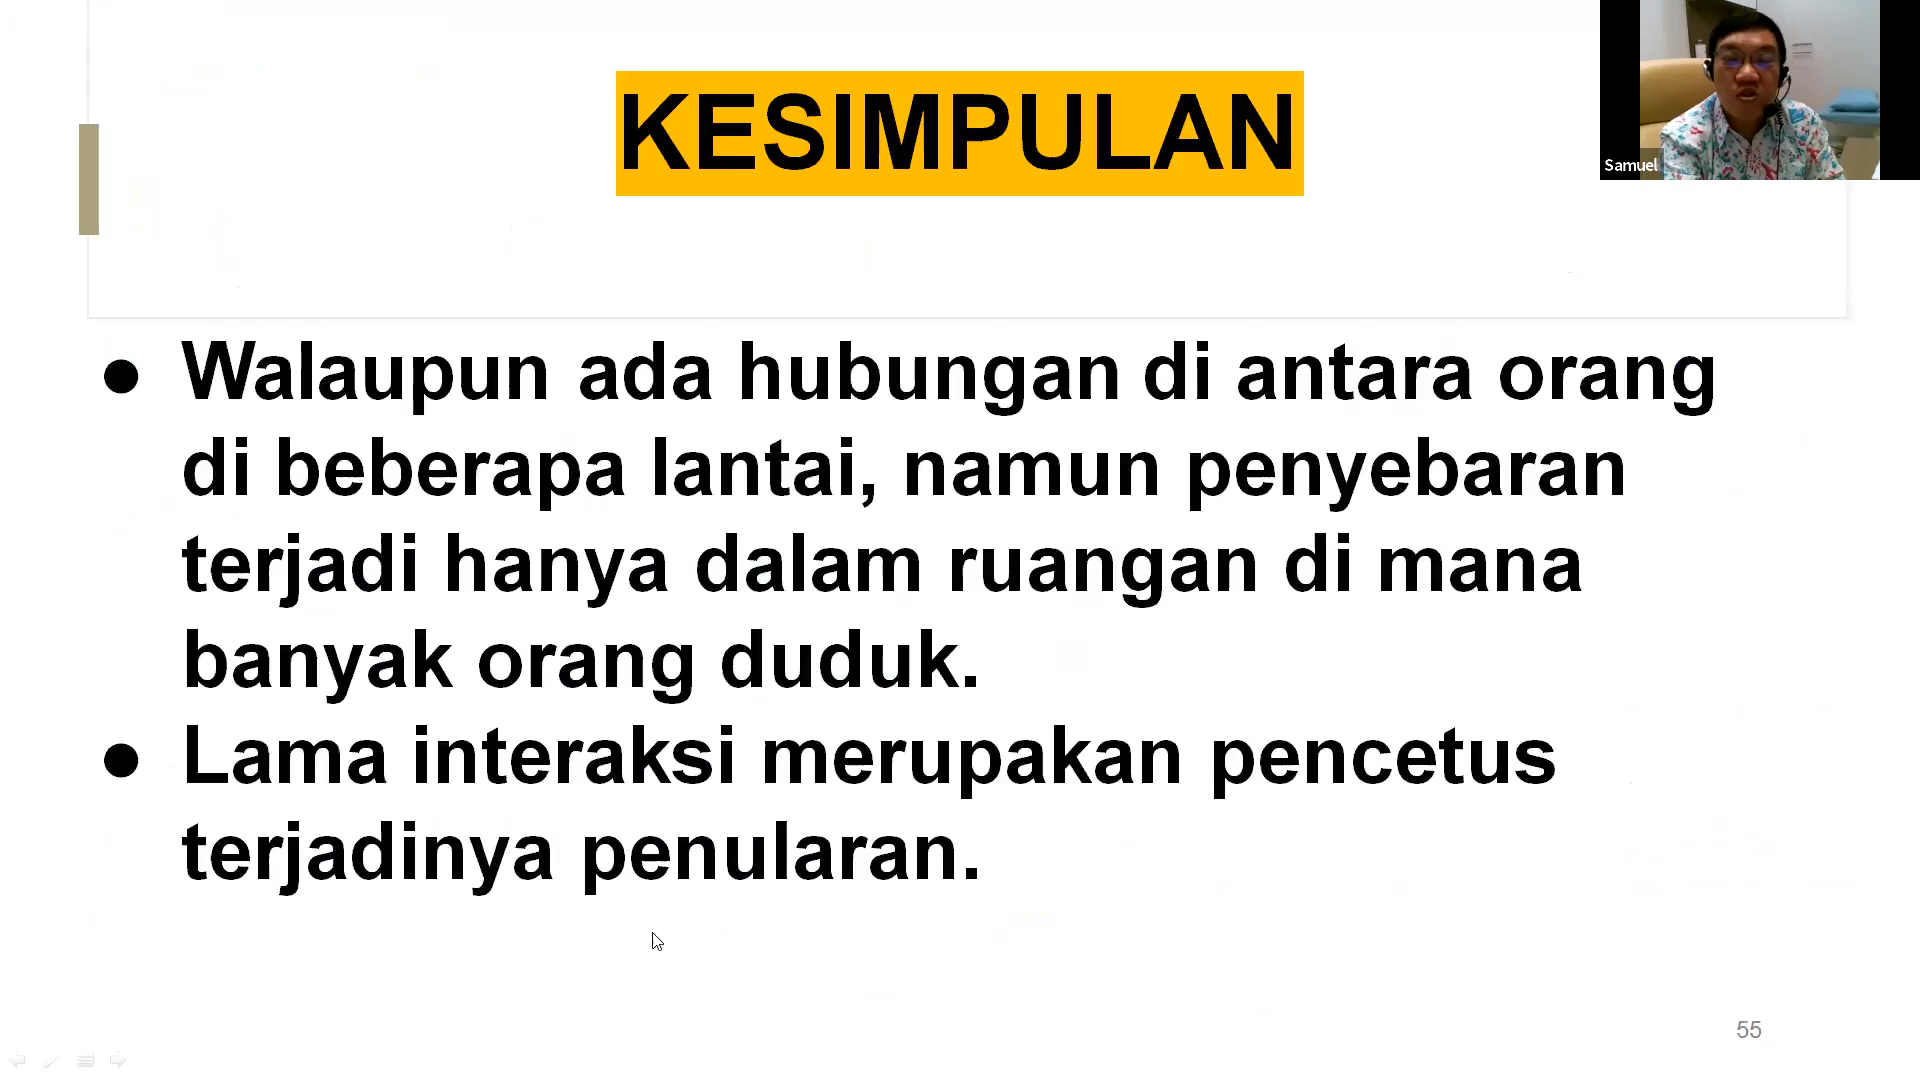 KESIMPULAN
Samuel
● Walaupun ada hubungan di antara orang
di beberapa lantai, namun penyebaran
terjadi hanya dalam ruangan di mana
banyak orang duduk.
● Lama interaksi merupakan pencetus
terjadinya penularan.
55